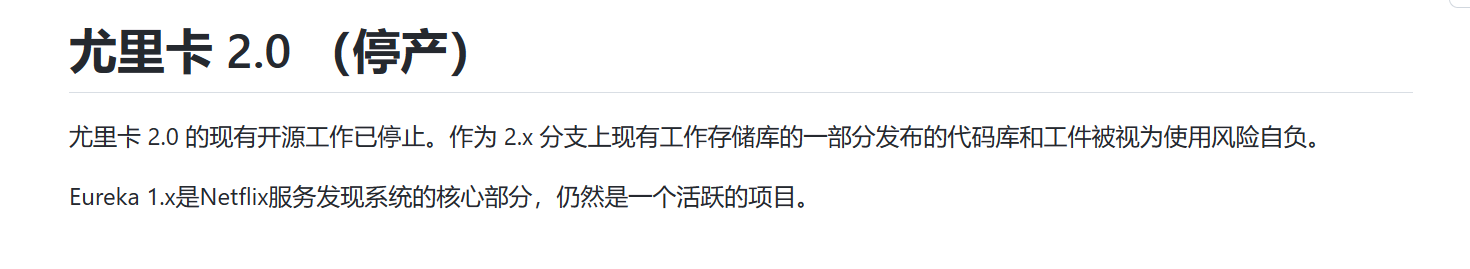 尤里卡 2.0 （停产）
尤里卡 2.0 的现有开源工作已停止。作为 2.x 分支上现有工作存储库的一部分发布的代码库和工件被视为使用风险自负。
Eureka 1.x是Netflix服务发现系统的核心部分，仍然是一个活跃的项目。